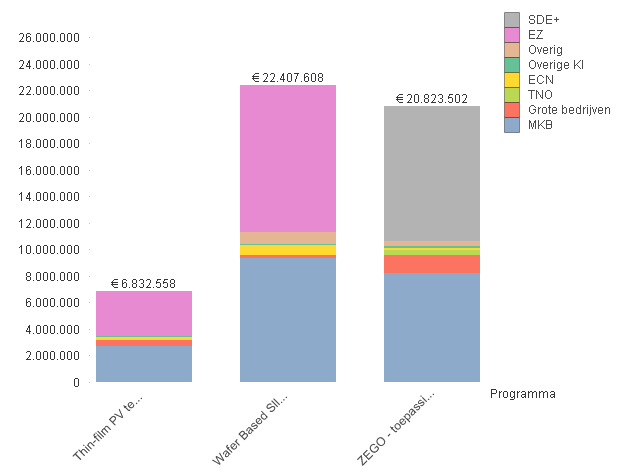 SDE+
EZ
Overig
Overige KI
ECN
TNO
Grote bedrijven
MKB
26.000.000
24.000.000
22.000.000
20.000.000
18.000.000
16.000.000
14.000.000
12.000.000
10.000.000
8.000.000
6.000.000
4.000.000
2.000.000
0
€ 6.832.558
€ 22.407.608
€ 20.823.502
Thin-film PV te...
Wafer Based SIl...
ZEGO - toepassi...
Programma